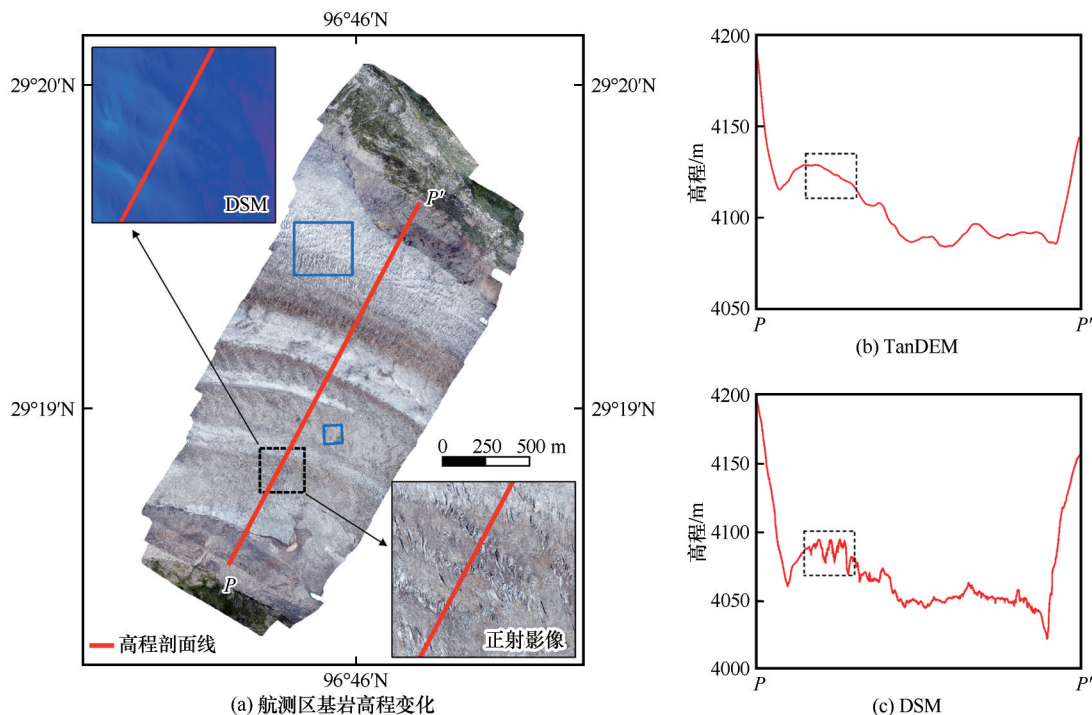 96°46′N
29°20′N
29°20′N
DSM
P′
29°19′N
29°19′N
0 250 500 m
P
高程剖面线
正射影像
96°46′N
(a) 航测区基岩高程变化
4200
4150
4100
4050
高程/m
P P′
(b) TanDEM
4200
4150
4100
4050
4000
高程/m
P P′
(c) DSM